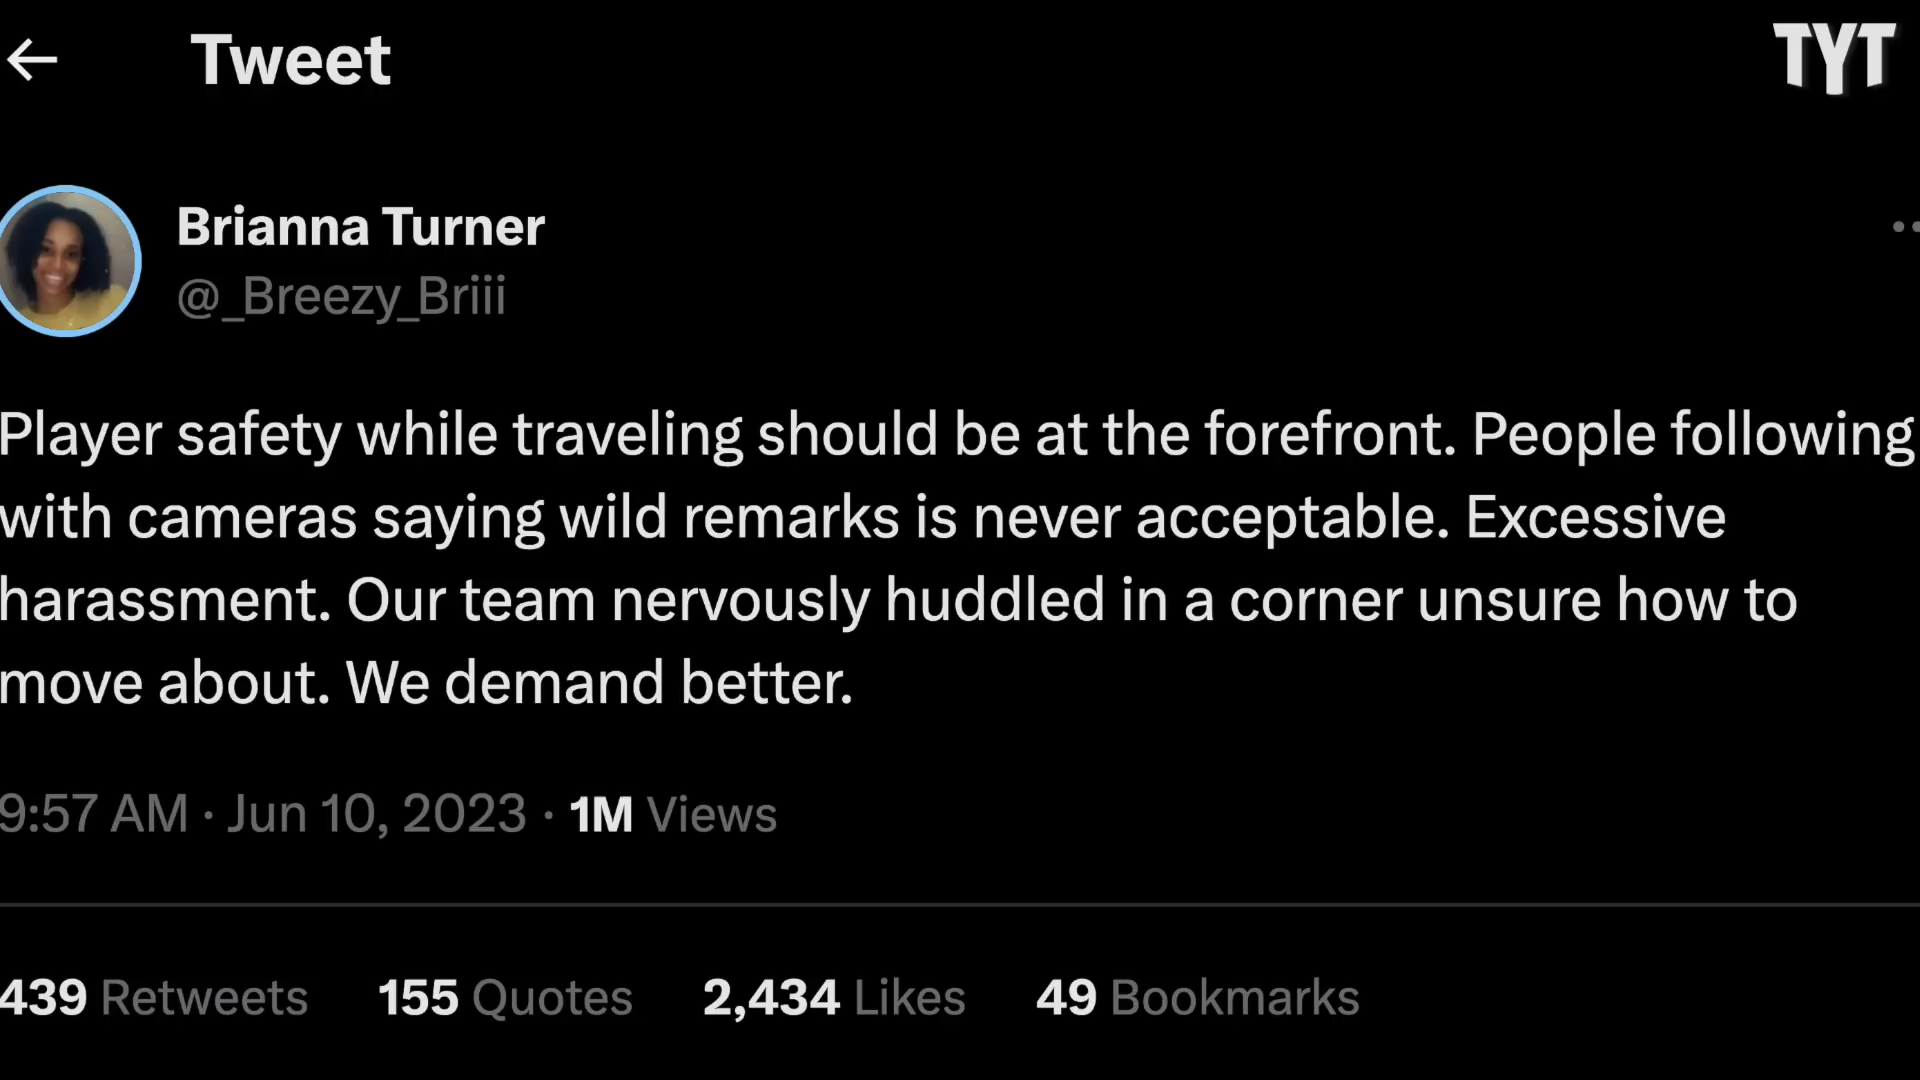 Tweet
TYT
Brianna Turner
@_Breezy_Briii
Player safety while traveling should be at the forefront. People following
with cameras saying wild remarks is never acceptable. Excessive
harassment. Our team nervously huddled in a corner unsure how to
move about. We demand better.
9:57 AM · Jun 10, 2023 · 1M Views
439 Retweets 155 Quotes 2,434 Likes 49 Bookmarks